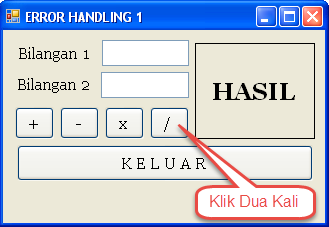 ERROR HANDLING 1
Bilangan 1
Bilangan 2
HASIL
+ - x /
K E L U A R
Klik Dua Kali